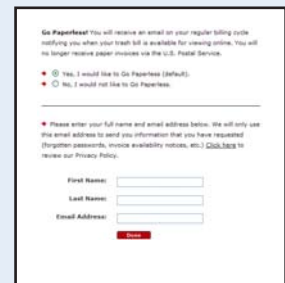 Go Paperless! You will receive an email on your regular billing cycle
notifying you when your trash bill is available for viewing online. You will
no longer receive paper invoices via the U.S. Postal Service.
Yes, I would like to Go Paperless (default).
No, I would not like to Go Paperless.
Please enter your full name and email address below. We will only use
this email address to send you information that you have requested
(forgotten passwords, invoice availability notices, etc.) Click here to
review our Privacy Policy.
First Name:
Last Name:
Email Address:
Done